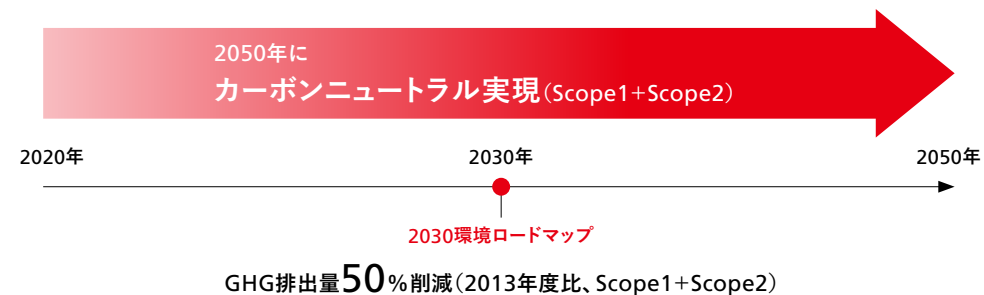 2050年に
カーボンニュートラル実現（Scope1+Scope2）
2020年 2030年 2050年
2030環境ロードマップ
GHG排出量50%削減（2013年度比、Scope1+Scope2）